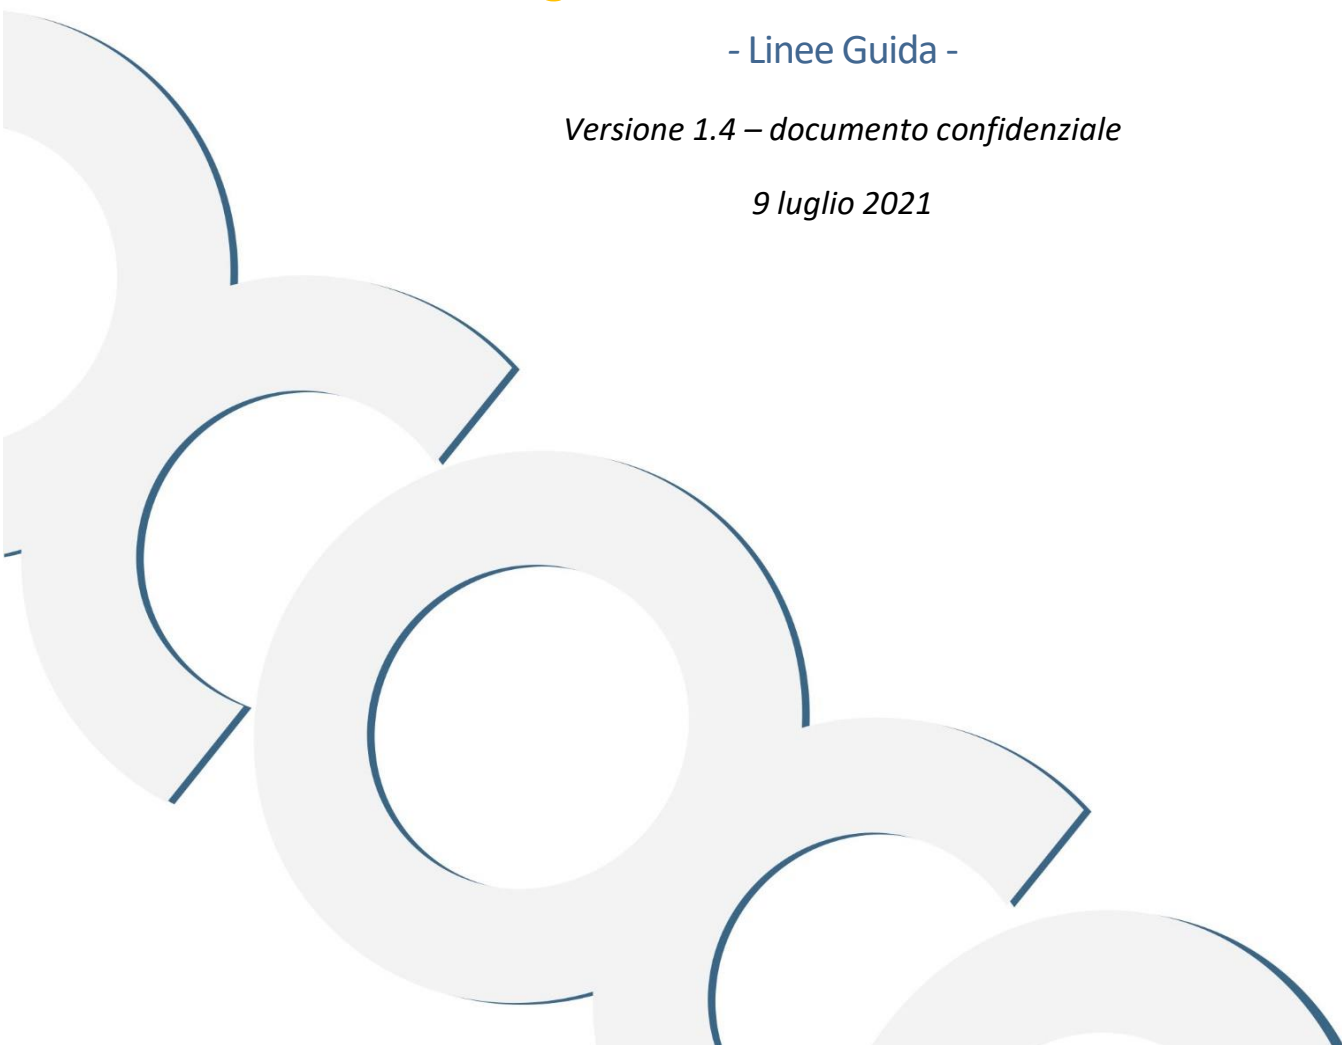 - Linee Guida -
Versione 1.4 – documento confidenziale
9 luglio 2021